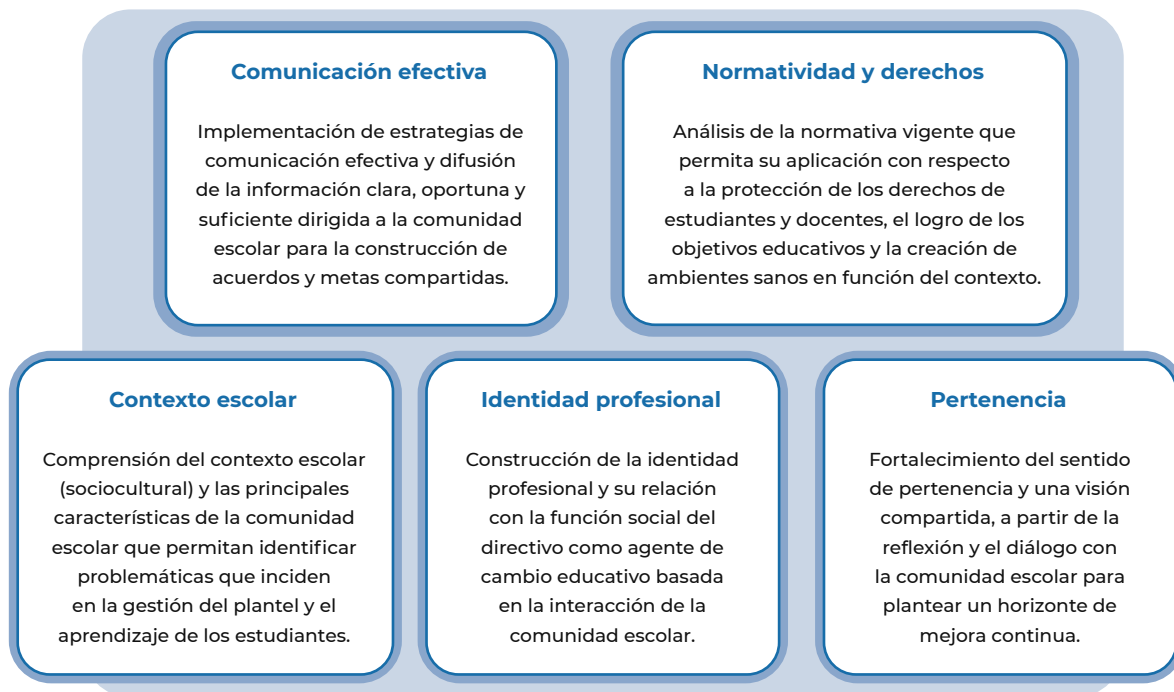 Comunicación efectiva
Implementación de estrategias de
comunicación efectiva y difusión
de la información clara, oportuna y
suficiente dirigida a la comunidad
escolar para la construcción de
acuerdos y metas compartidas.
Normatividad y derechos
Análisis de la normativa vigente que
permita su aplicación con respecto
a la protección de los derechos de
estudiantes y docentes, el logro de los
objetivos educativos y la creación de
ambientes sanos en función del contexto.
Contexto escolar
Comprensión del contexto escolar
(sociocultural) y las principales
características de la comunidad
escolar que permitan identificar
problemáticas que inciden
en la gestión del plantel y el
aprendizaje de los estudiantes.
Identidad profesional
Construcción de la identidad
profesional y su relación
con la función social del
directivo como agente de
cambio educativo basada
en la interacción de la
comunidad escolar.
Pertenencia
Fortalecimiento del sentido
de pertenencia y una visión
compartida, a partir de la
reflexión y el diálogo con
la comunidad escolar para
plantear un horizonte de
mejora continua.